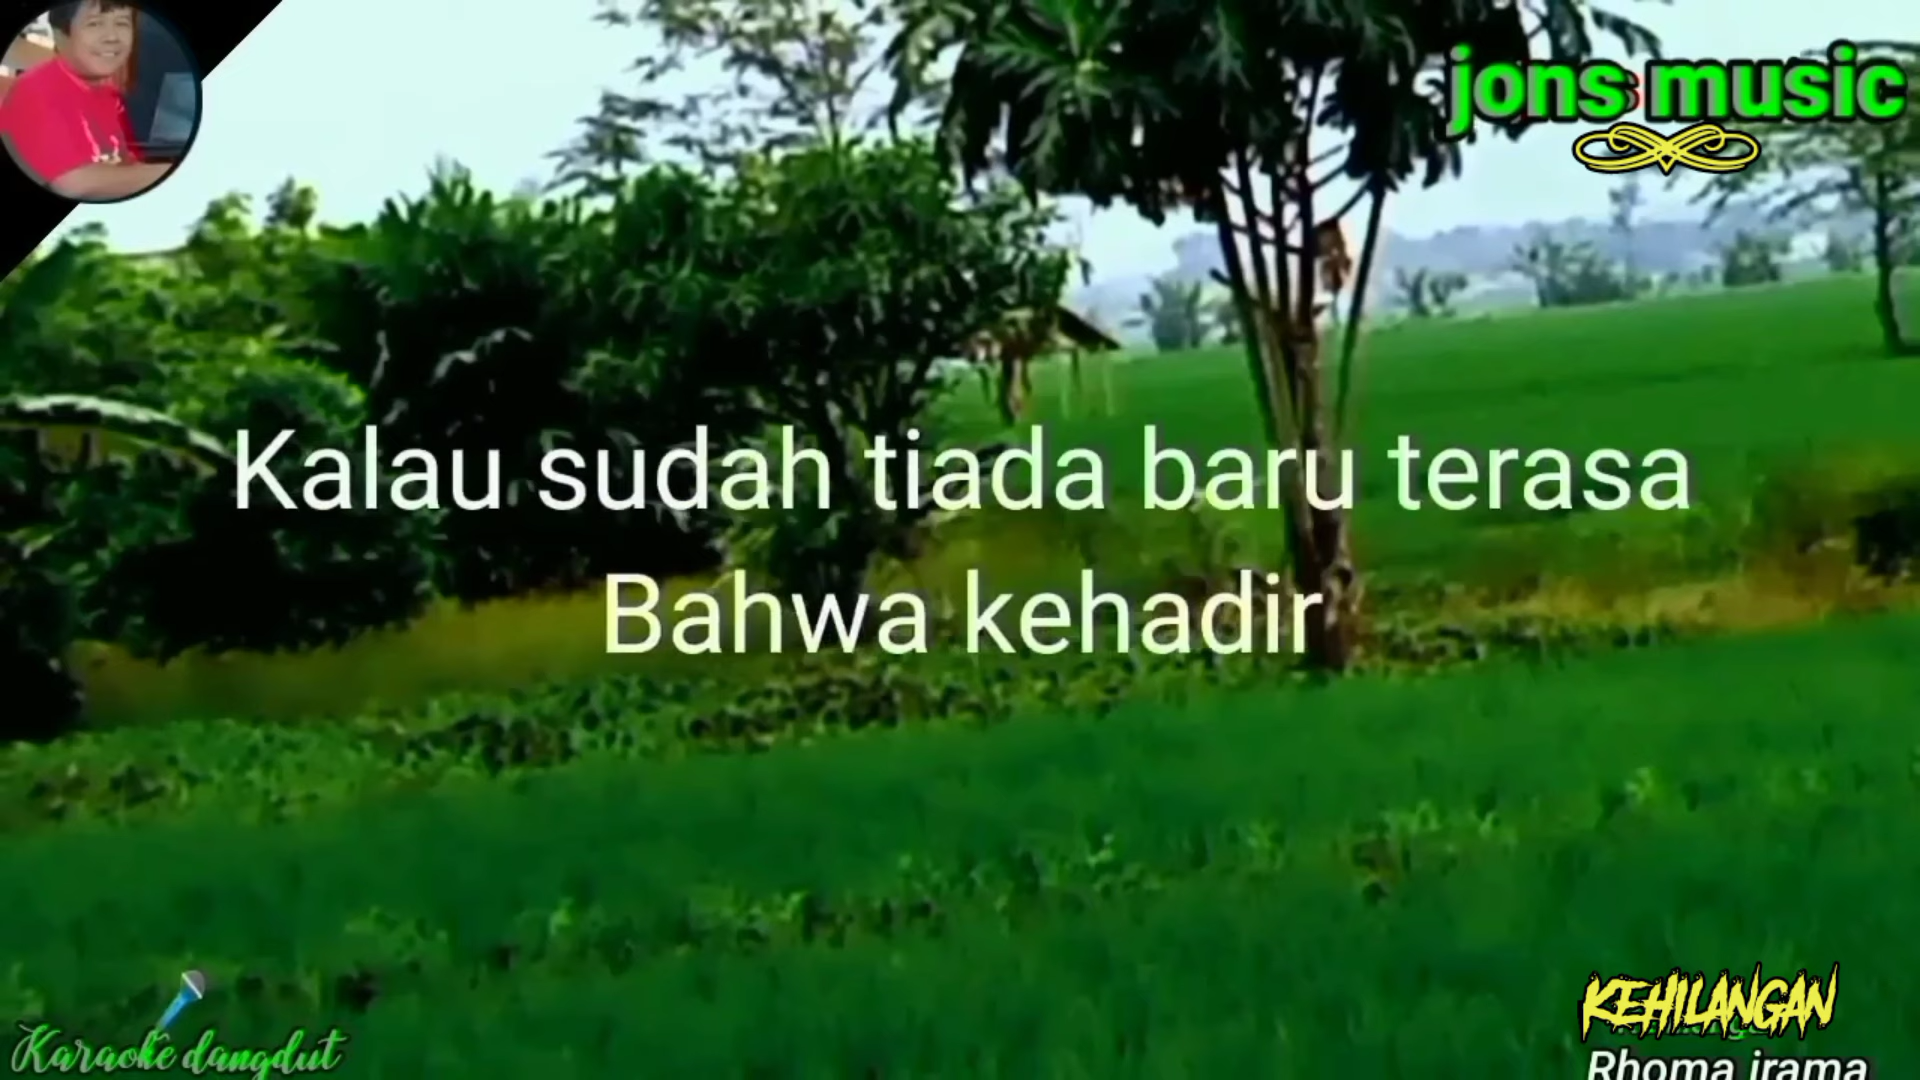 jons music
Kalau sudah tiada baru terasa
Bahwa kehadir
KEHILANGAN
Rhoma irama
Karaoke dangdut